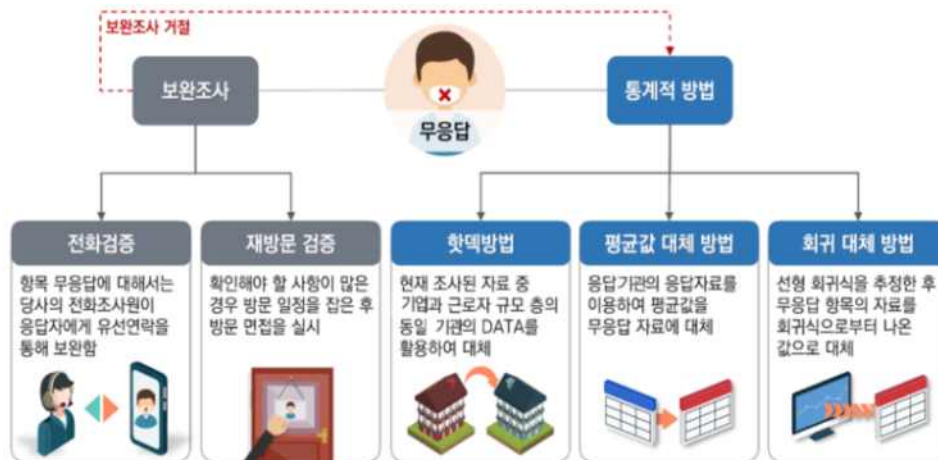 보완조사 거절
보완조사
무응답
통계적 방법
전화검증
항목 무응답에 대해서는
당사의 전화조사원이
응답자에게 유선연락을
통해 보완함
재방문 검증
확인해야 할 사항이 많은
경우 방문 일정을 잡은 후
방문 면접을 실시
핫덱방법
현재 조사된 자료 중
기업과 근로자 규모 층의
동일 기관의 DATA를
활용하여 대체
평균값 대체 방법
응답기관의 응답자료를
이용하여 평균값을
무응답 자료에 대체
회귀 대체 방법
선형 회귀식을 추정한 후
무응답 항목의 자료를
회귀식으로부터 나온
값으로 대체